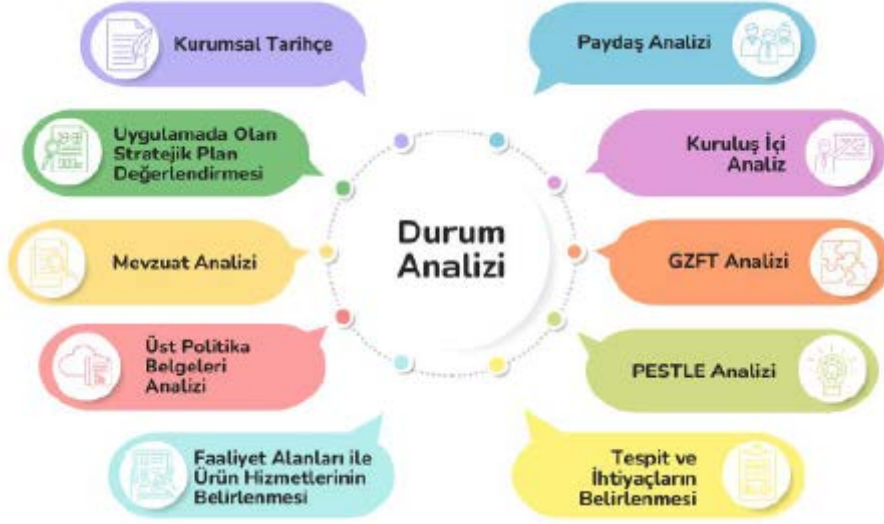 Kurumsal Tarihçe
Uygulamada Olan
Stratejik Plan
Değerlendirmesi
Mevzuat Analizi
Üst Politika
Belgeleri
Analizi
Faaliyet Alanları ile
Ürün Hizmetlerinin
Belirlenmesi
Durum
Analizi
Paydaş Analizi
Kuruluş İçi
Analiz
GZFT Analizi
PESTLE Analizi
Tespit ve
İhtiyaçların
Belirlenmesi